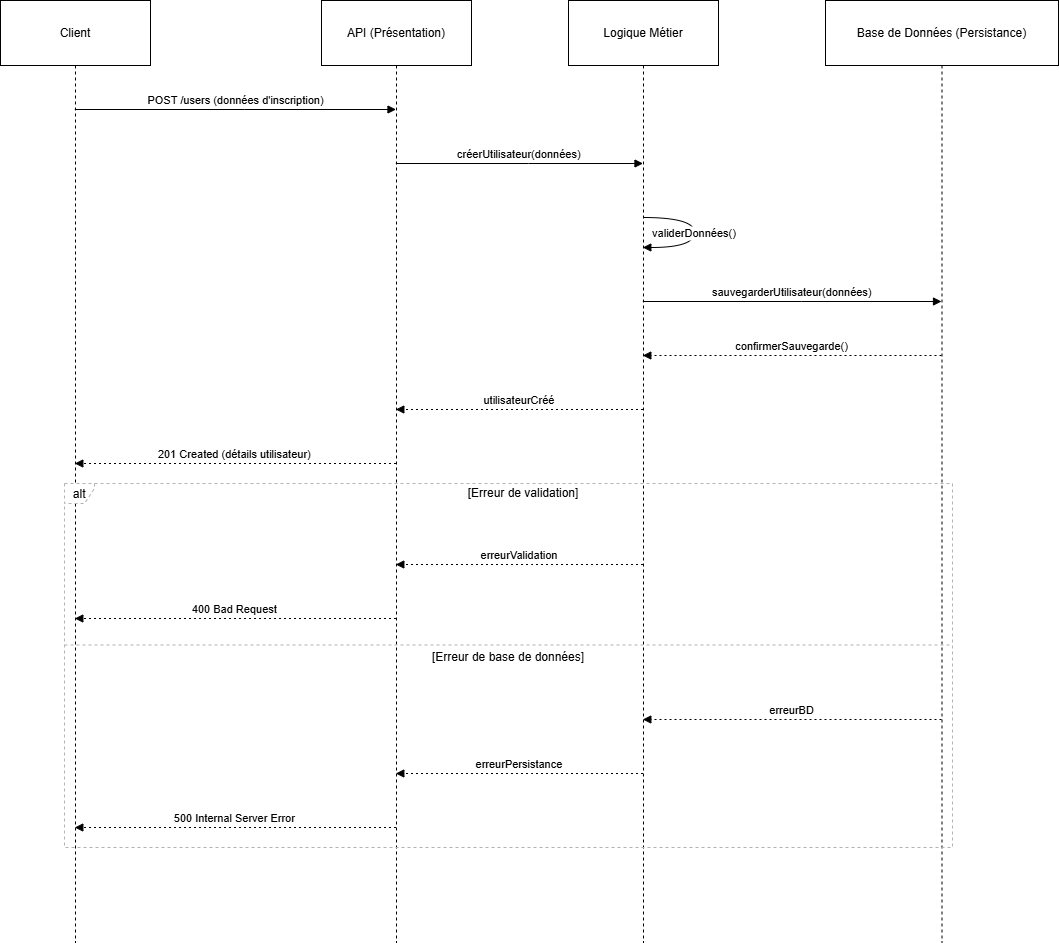 Client
API (Présentation)
Logique Métier
Base de Données (Persistance)
POST /users (données d'inscription)
créerUtilisateur(données)
validerDonnées()
sauvegarderUtilisateur(données)
confirmerSauvegarde()
utilisateurCréé
201 Created (détails utilisateur)
alt
[Erreur de validation]
erreurValidation
400 Bad Request
[Erreur de base de données]
erreurBD
erreurPersistance
500 Internal Server Error